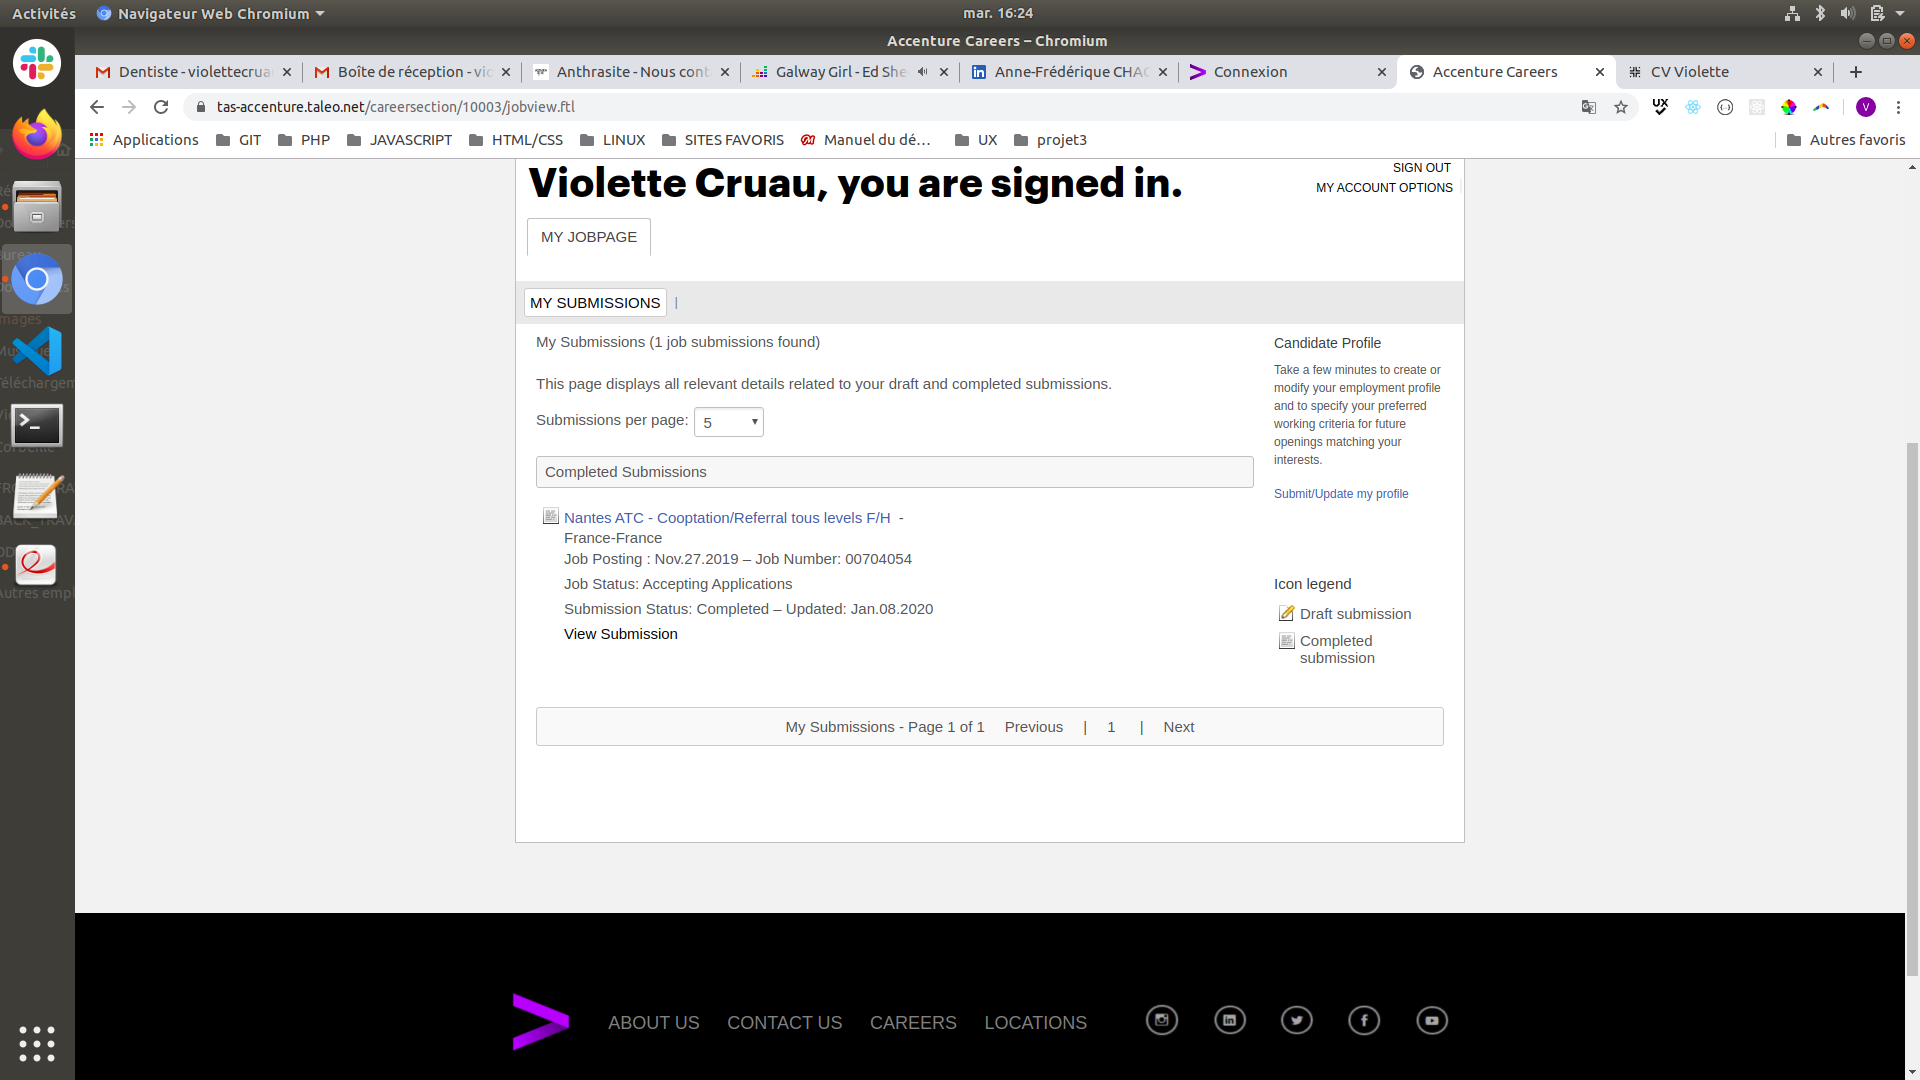 Activités
Navigateur Web Chromium
mar. 16:24
Accenture Careers – Chromium
Dentiste - violettecrua
Boîte de réception - vio
Anthrasite - Nous cont
Galway Girl - Ed She
Anne-Frédérique CHAC
Connexion
Accenture Careers
CV Violette
tas-accenture.taleo.net/careersection/10003/jobview.ftl
UX
V
Applications
GIT
PHP
JAVASCRIPT
HTML/CSS
LINUX
SITES FAVORIS
Manuel du dé…
UX
projet3
Autres favoris
Violette Cruau, you are signed in.
SIGN OUT
MY ACCOUNT OPTIONS
MY JOBPAGE
MY SUBMISSIONS |
My Submissions (1 job submissions found)
This page displays all relevant details related to your draft and completed submissions.
Submissions per page: 5
Completed Submissions
Nantes ATC - Cooptation/Referral tous levels F/H -
France-France
Job Posting : Nov.27.2019 – Job Number: 00704054
Job Status: Accepting Applications
Submission Status: Completed – Updated: Jan.08.2020
View Submission
Candidate Profile
Take a few minutes to create or
modify your employment profile
and to specify your preferred
working criteria for future
openings matching your
interests.
Submit/Update my profile
Icon legend
Draft submission
Completed
submission
My Submissions - Page 1 of 1 Previous | 1 | Next
ABOUT US
CONTACT US
CAREERS
LOCATIONS